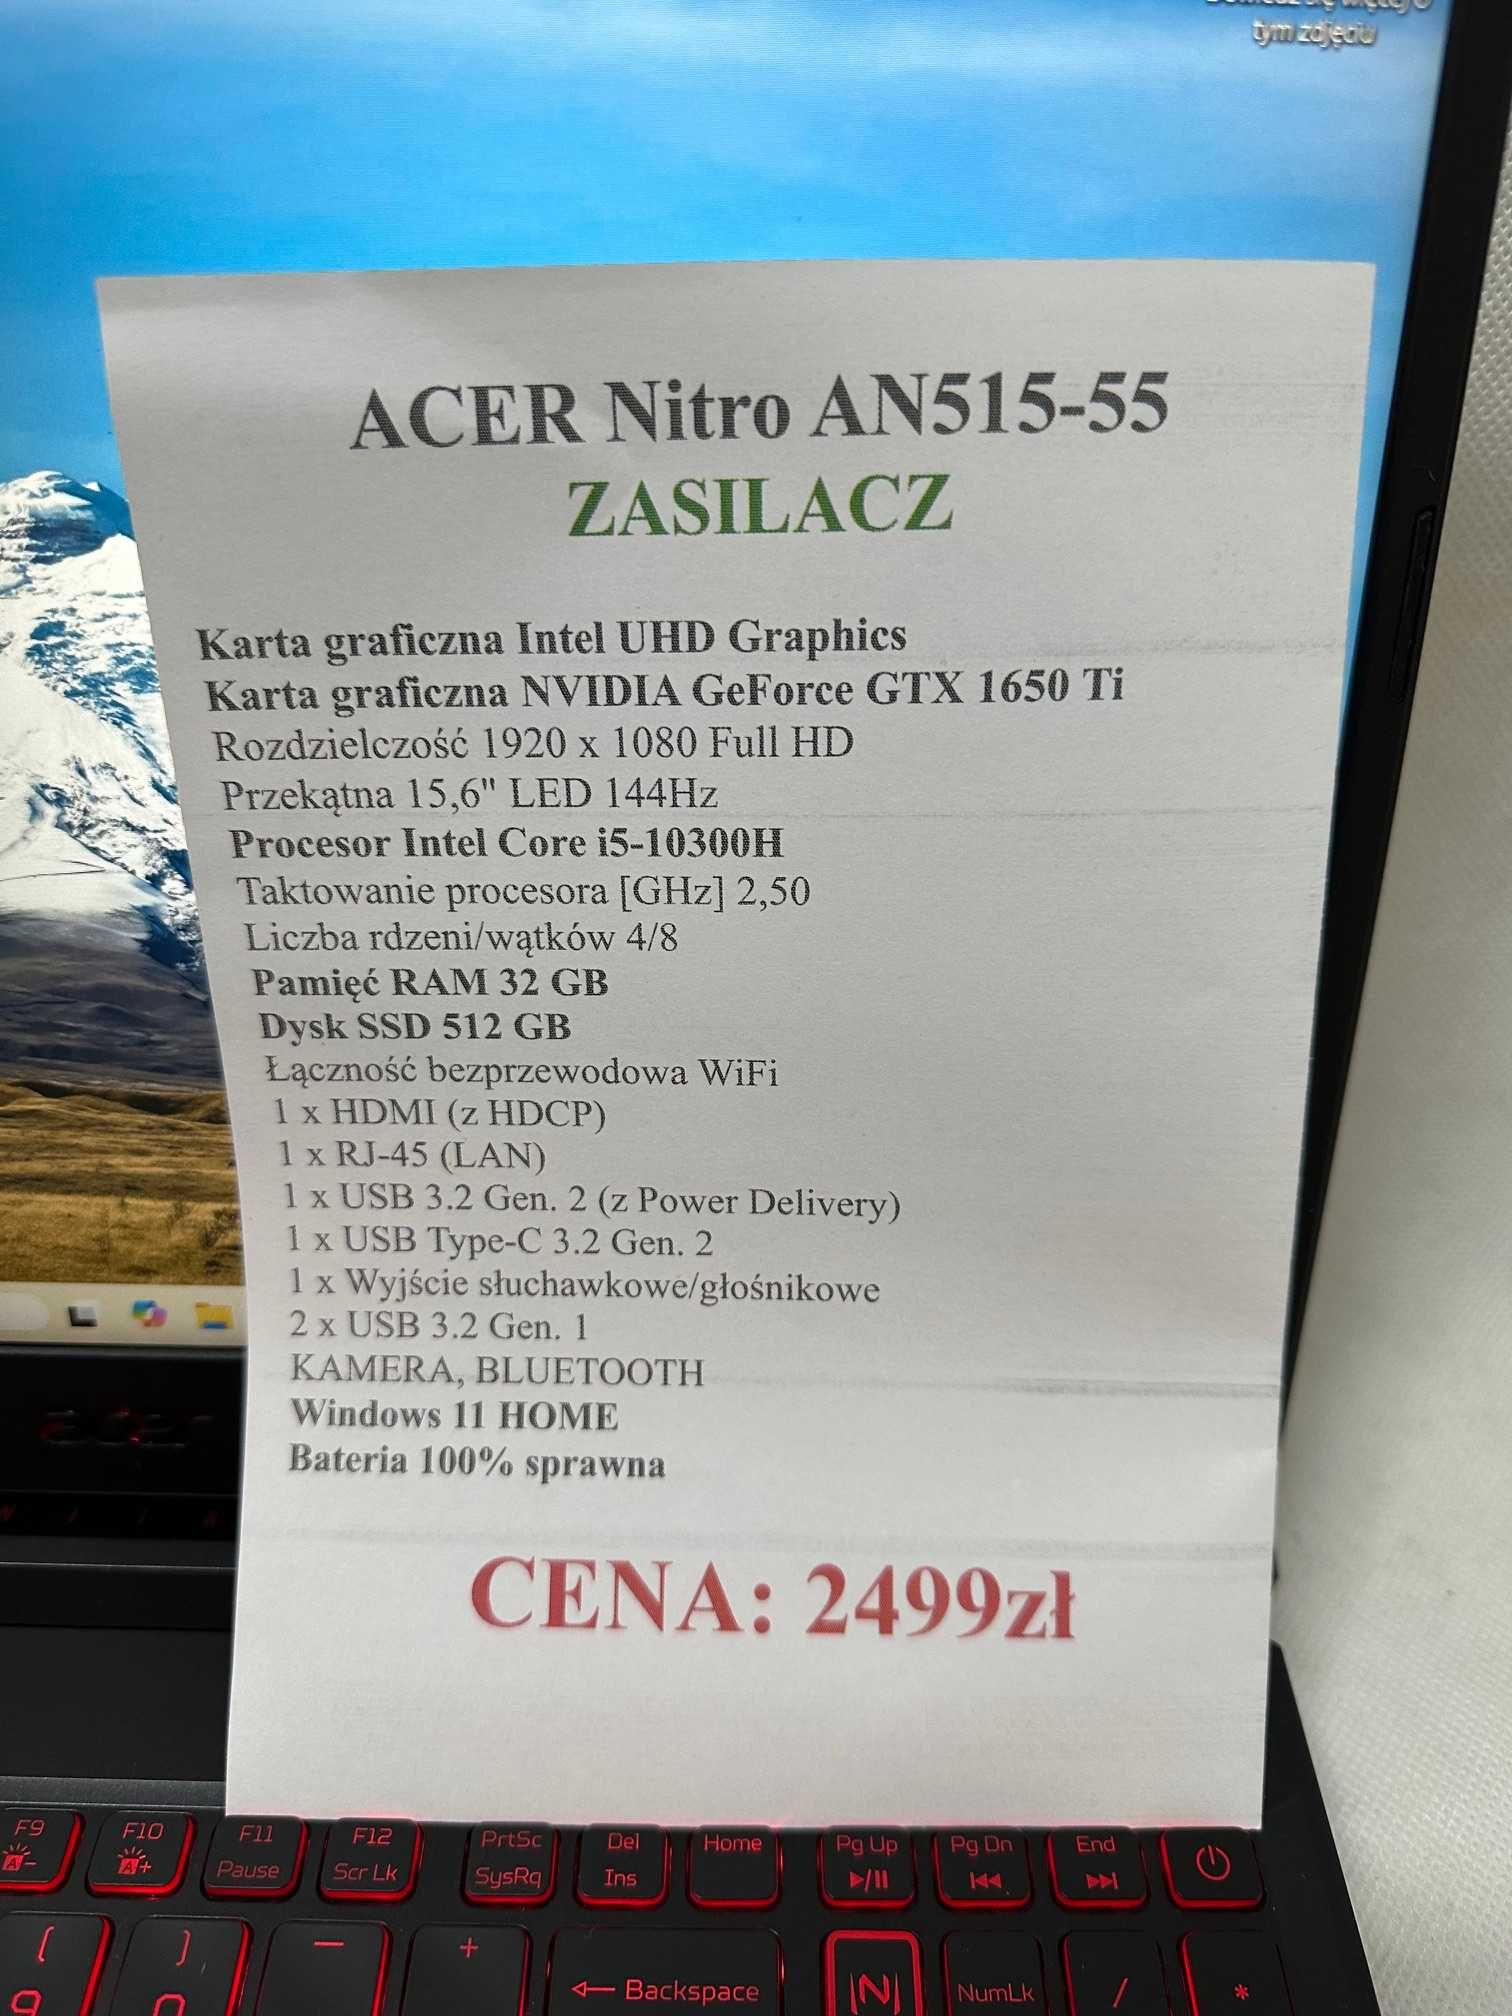 tym zdjęciu
ACER Nitro AN515-55
ZASILACZ
Karta graficzna Intel UHD Graphics
Karta graficzna NVIDIA GeForce GTX 1650 Ti
Rozdzielczość 1920 x 1080 Full HD
Przekątna 15,6" LED 144Hz
Procesor Intel Core i5-10300H
Taktowanie procesora [GHz] 2,50
Liczba rdzeni/wątków 4/8
Pamięć RAM 32 GB
Dysk SSD 512 GB
Łączność bezprzewodowa WiFi
1 x HDMI (z HDCP)
1 x RJ-45 (LAN)
1 x USB 3.2 Gen. 2 (z Power Delivery)
1 x USB Type-C 3.2 Gen. 2
1 x Wyjście słuchawkowe/głośnikowe
2 x USB 3.2 Gen. 1
KAMERA, BLUETOOTH
Windows 11 HOME
Bateria 100% sprawna
CENA: 2499zł
acer
F9 F10 F11 F12 PrtSc Del Home Pg Up Pg Dn End
A- A+ Pause Scr Lk SysRq Ins
( ) − +
9 0 Backspace N NumLk / *